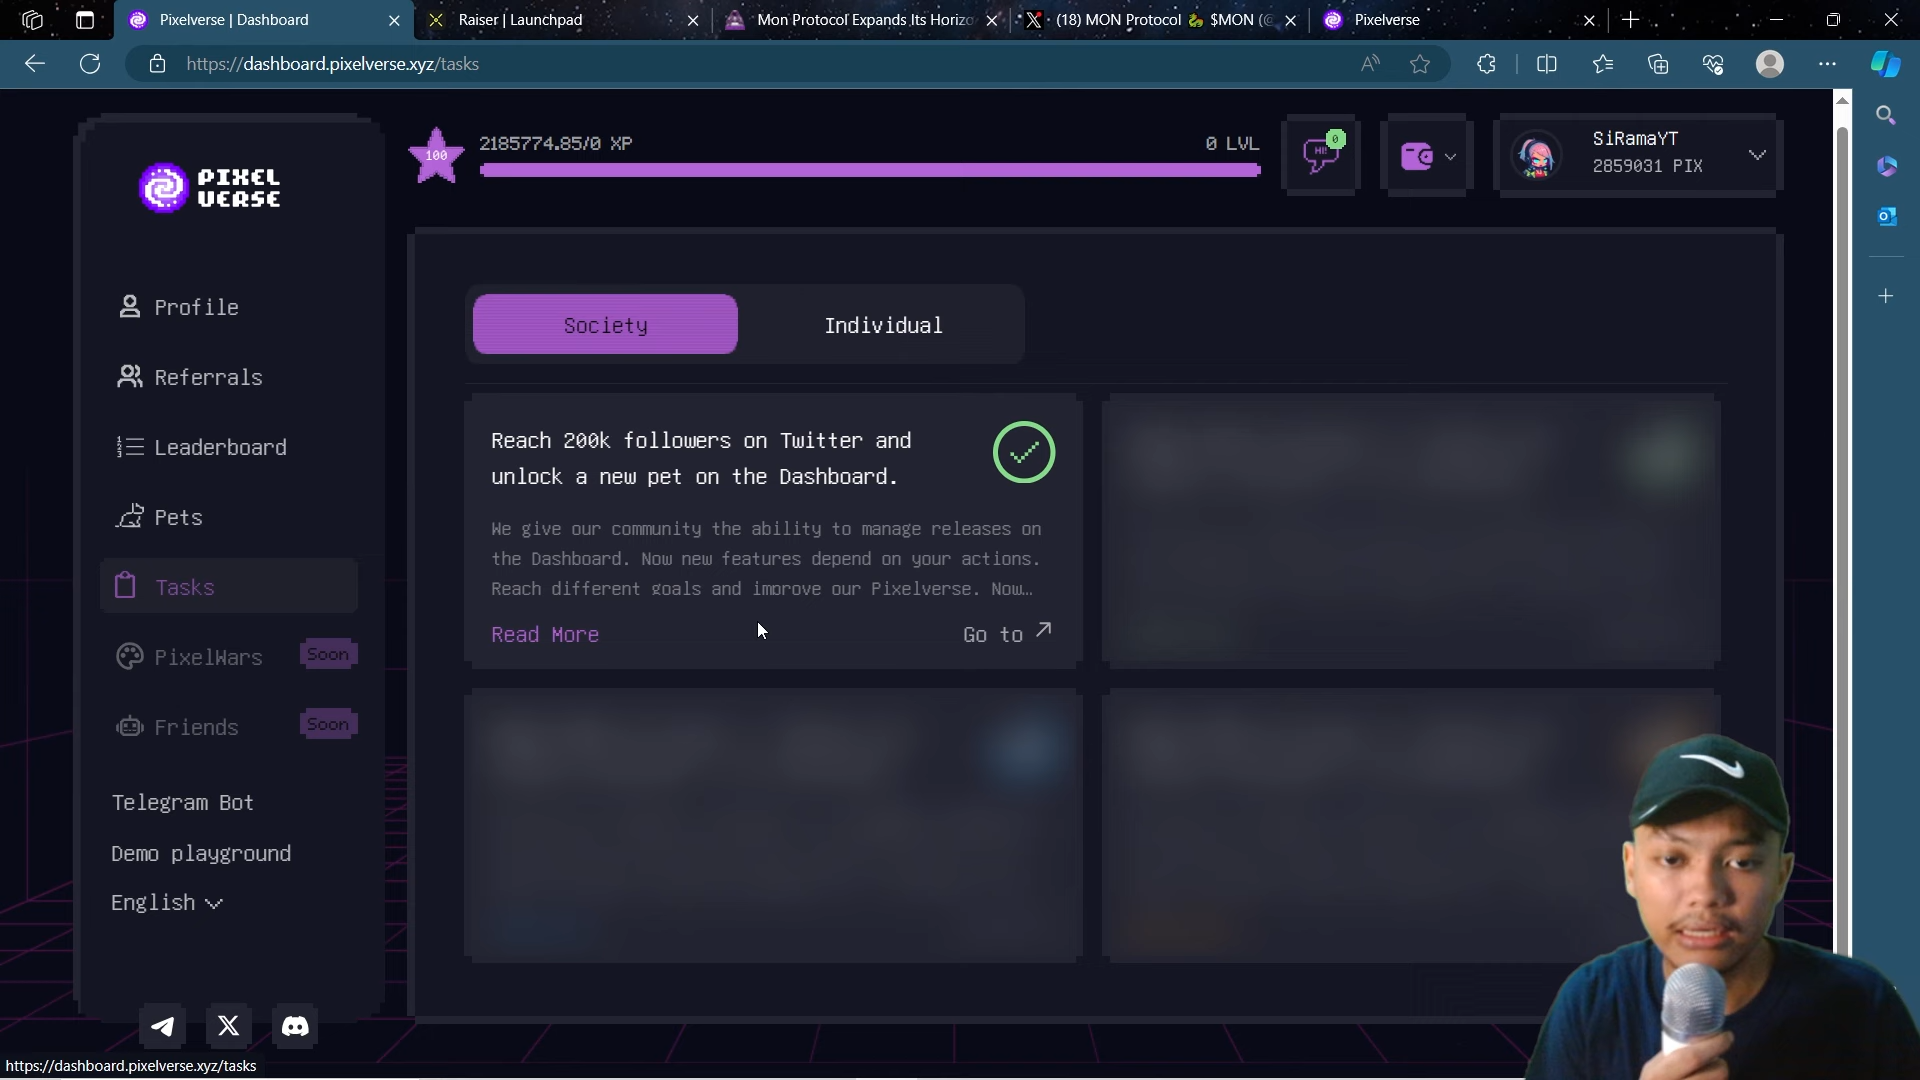 Pixelverse | Dashboard
Raiser | Launchpad
Mon Protocol Expands Its Horizo
(18) MON Protocol 🐉 $MON (@
Pixelverse
https://dashboard.pixelverse.xyz/tasks
PIXEL
VERSE
100
2185774.85/0 XP
0 LVL
HI!
0
SiRamaYT
2859031 PIX
Profile
Referrals
Leaderboard
Pets
Tasks
PixelWars
Soon
Friends
Soon
Telegram Bot
Demo playground
English
Society
Individual
Reach 200k followers on Twitter and
unlock a new pet on the Dashboard.
We give our community the ability to manage releases on
the Dashboard. Now new features depend on your actions.
Reach different goals and improve our Pixelverse. Now…
Read More
Go to
https://dashboard.pixelverse.xyz/tasks